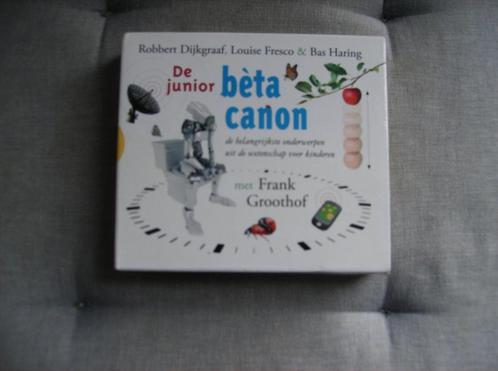 Robbert Dijkgraaf, Louise Fresco & Bas Haring
De
junior
bèta
canon
de belangrijkste onderwerpen
uit de wetenschap voor kinderen
met Frank
Groothof